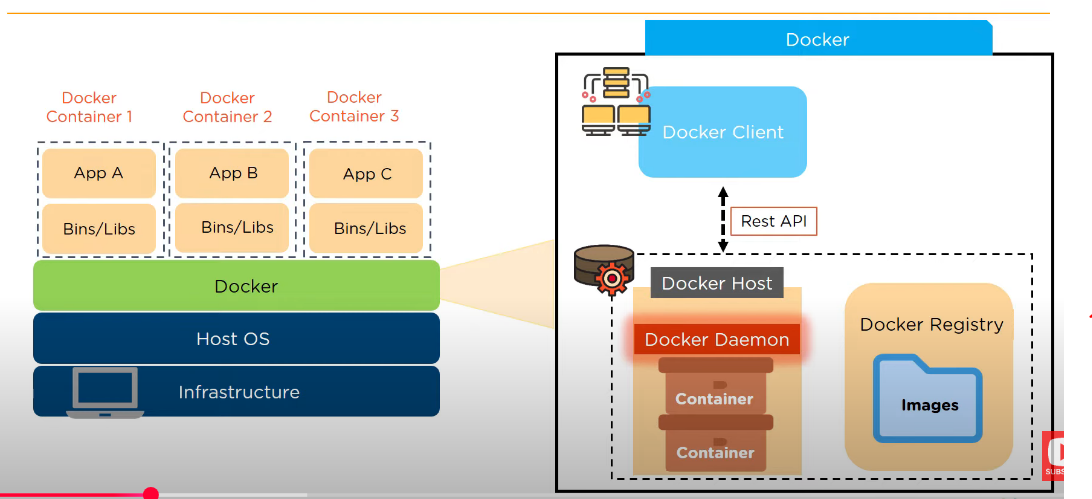 Docker
Container 1
Docker
Container 2
Docker
Container 3
App A
App B
App C
Bins/Libs
Bins/Libs
Bins/Libs
Docker
Host OS
Infrastructure
Docker
Docker Client
Rest API
Docker Host
Docker Daemon
Container
Container
Docker Registry
Images
SUBS